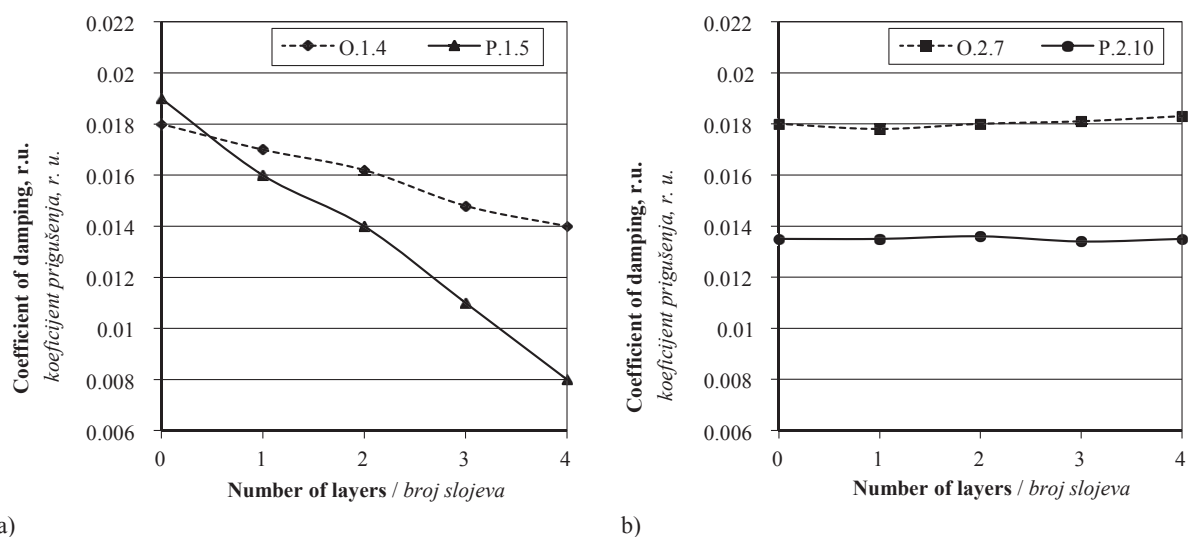 0.022
0.02
0.018
0.016
0.014
0.012
0.01
0.008
0.006
O.1.4 P.1.5
Coefficient of damping, r.u.
koeficijent prigušenja, r. u.
0 1 2 3 4
Number of layers / broj slojeva
a)
0.022
0.02
0.018
0.016
0.014
0.012
0.01
0.008
0.006
O.2.7 P.2.10
Coefficient of damping, r.u.
koeficijent prigušenja, r. u.
0 1 2 3 4
Number of layers / broj slojeva
b)